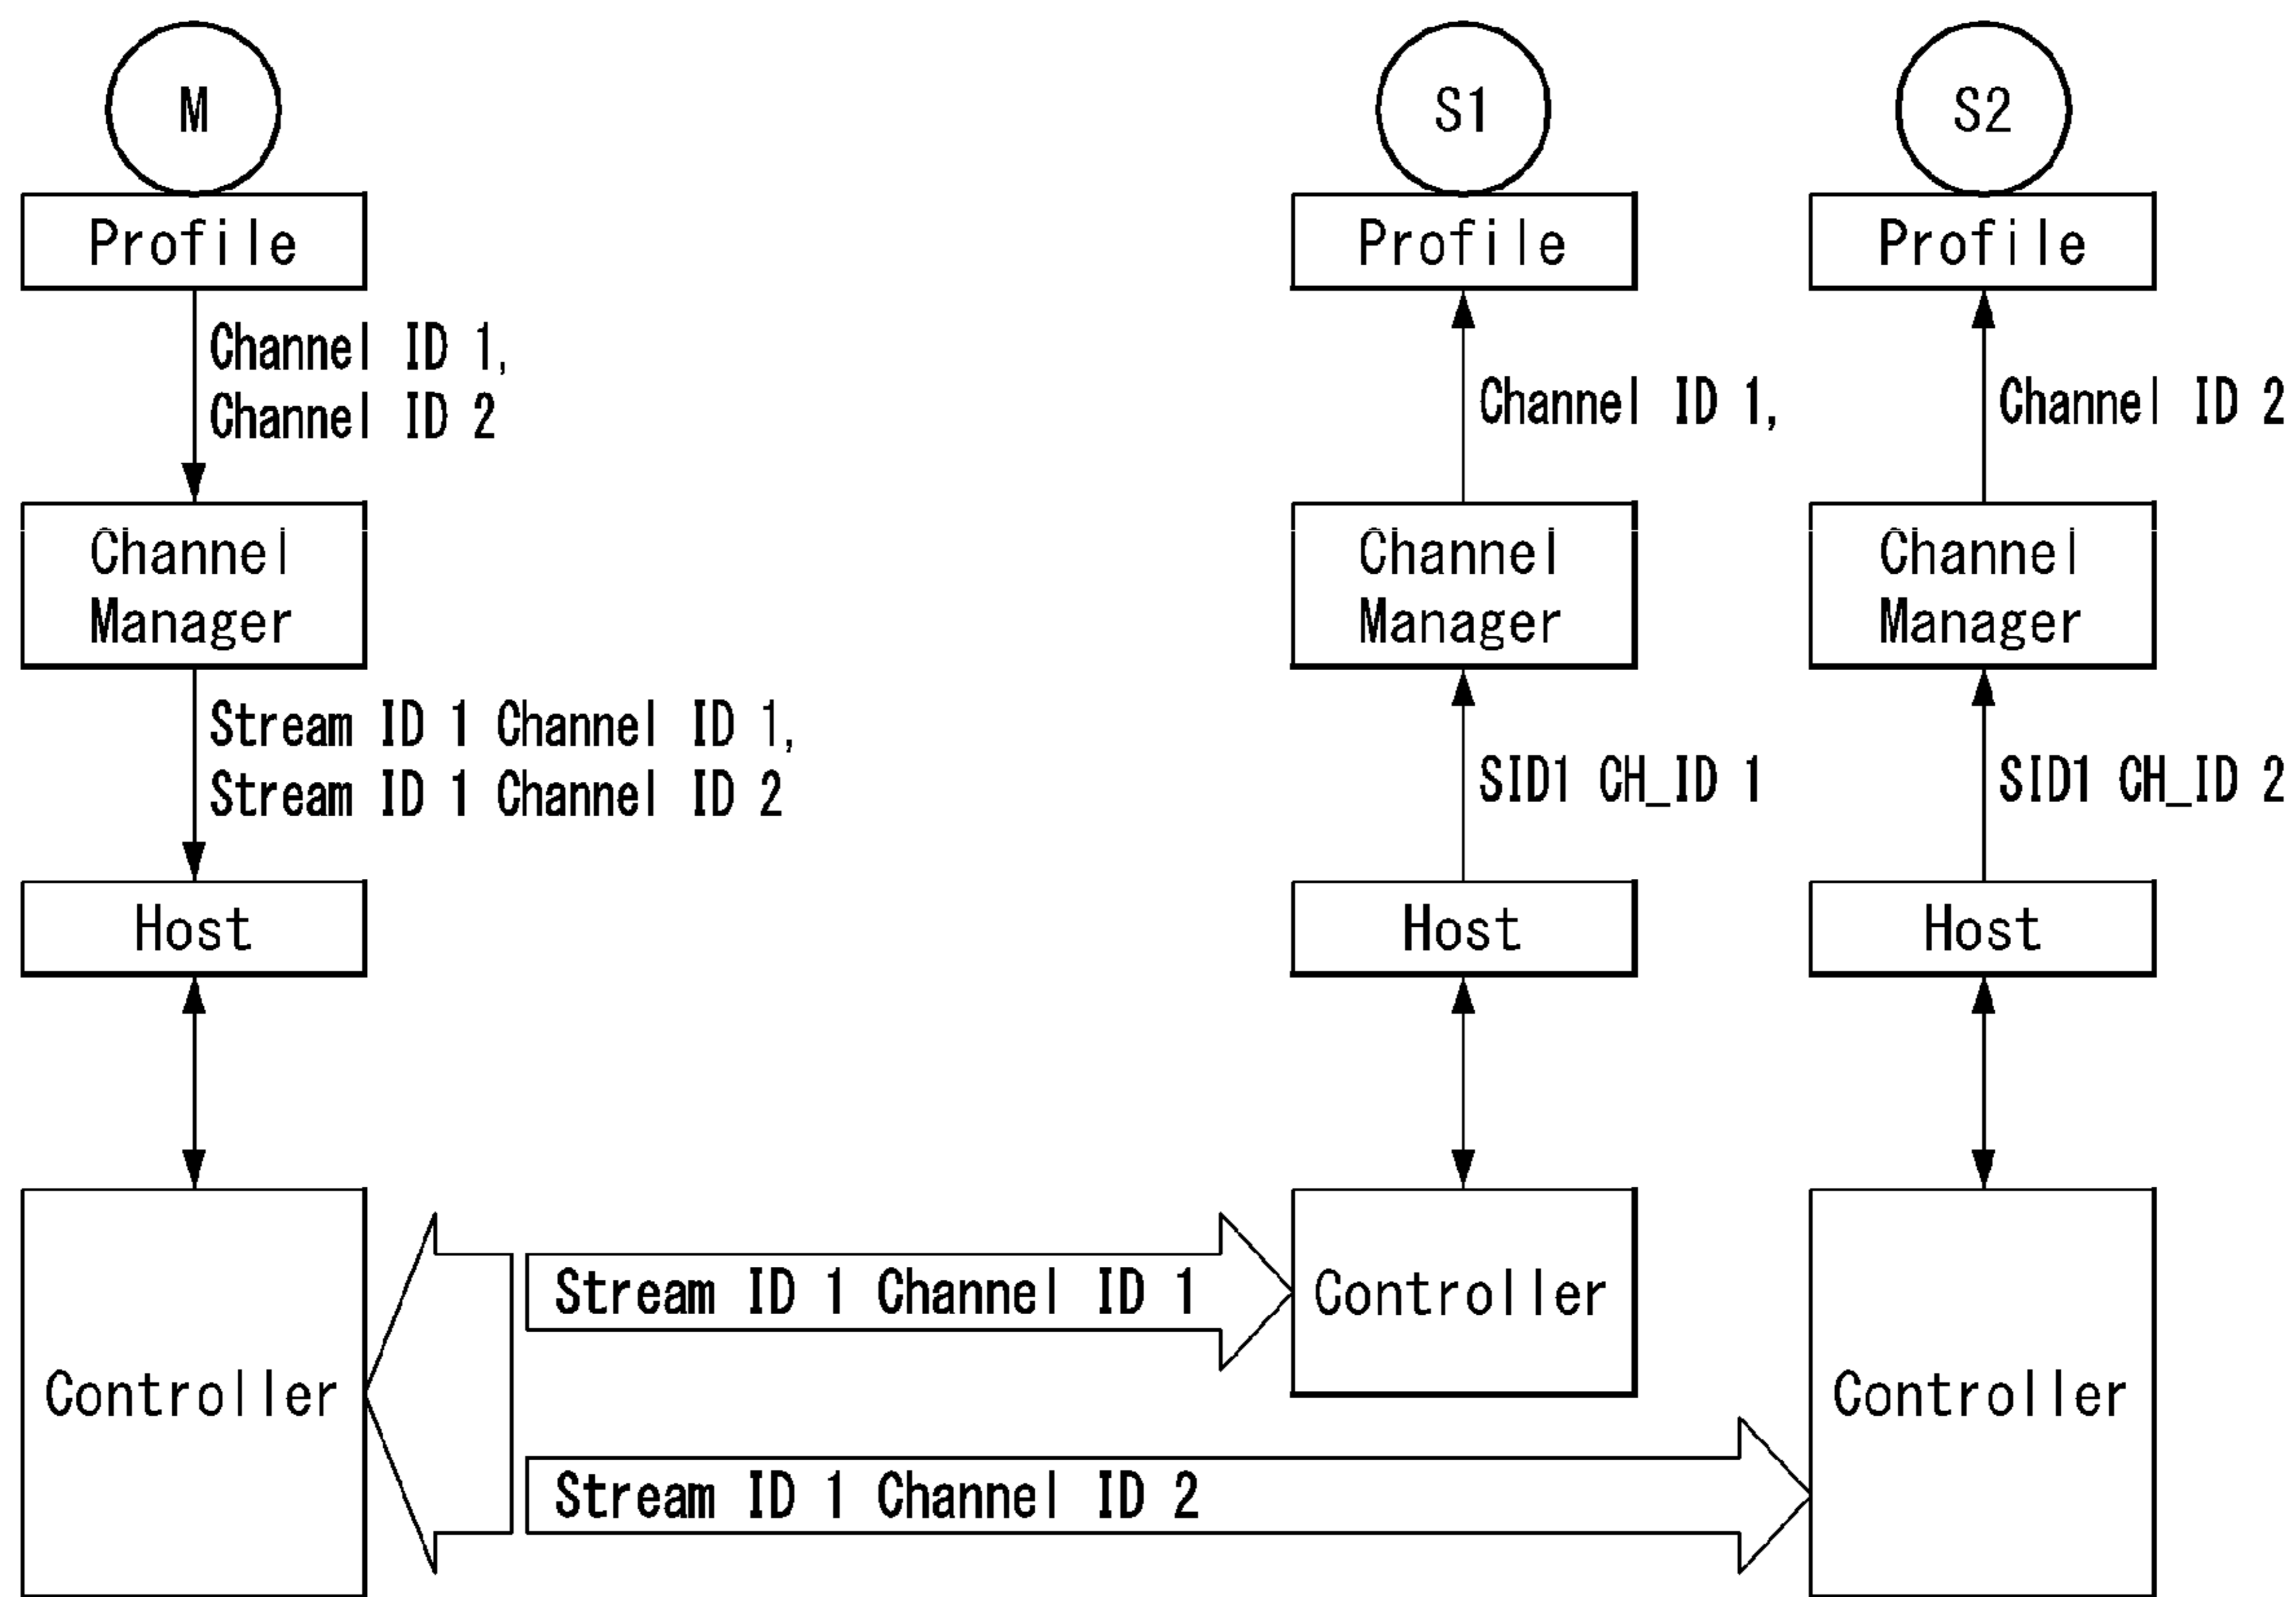 M
S1
S2
Profile
Profile
Profile
Channel ID 1,
Channel ID 2
Channel ID 1,
Channel ID 2
Channel
Manager
Channel
Manager
Channel
Manager
Stream ID 1 Channel ID 1,
Stream ID 1 Channel ID 2
SID1 CH_ID 1
SID1 CH_ID 2
Host
Host
Host
Controller
Stream ID 1 Channel ID 1
Controller
Stream ID 1 Channel ID 2
Controller